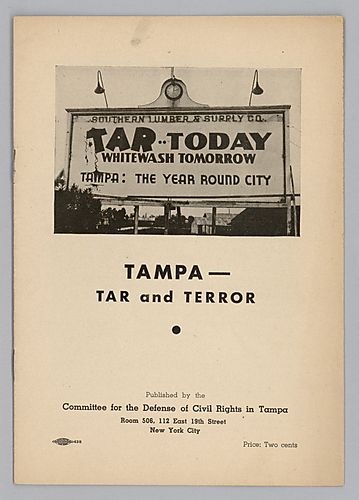 SOUTHERN LUMBER & SUPPLY CO.
TAR..TODAY
WHITEWASH TOMORROW
TAMPA: THE YEAR ROUND CITY
TAMPA—
TAR and TERROR
Published by the
Committee for the Defense of Civil Rights in Tampa
Room 506, 112 East 19th Street
New York City
438
Price: Two cents